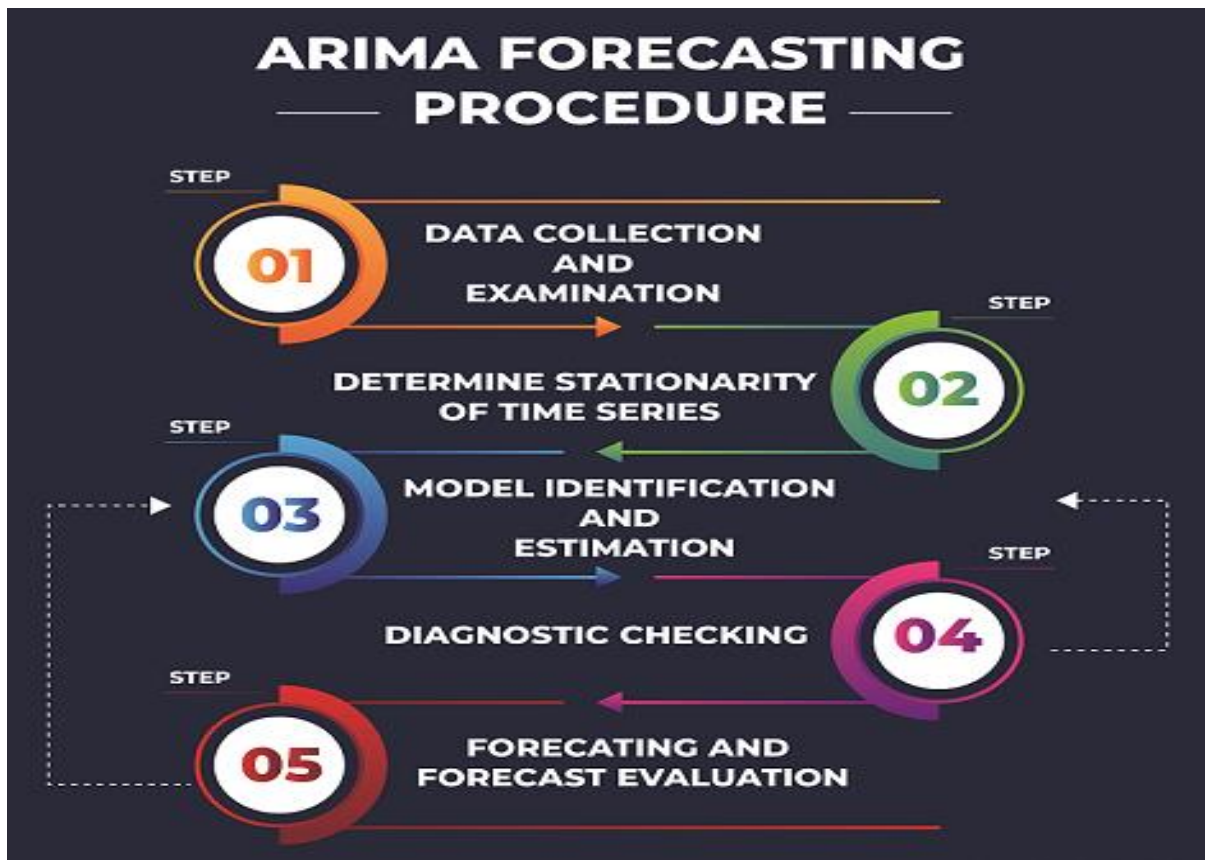 ARIMA FORECASTING
PROCEDURE
STEP
01
DATA COLLECTION
AND
EXAMINATION
STEP
02
DETERMINE STATIONARITY
OF TIME SERIES
STEP
03
MODEL IDENTIFICATION
AND
ESTIMATION
STEP
04
DIAGNOSTIC CHECKING
STEP
05
FORECATING AND
FORECAST EVALUATION